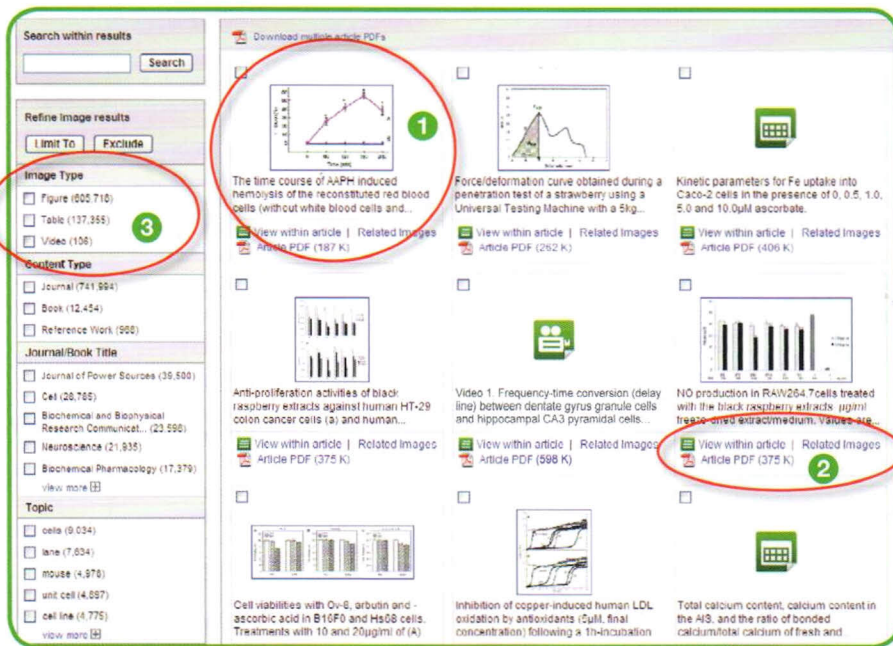 Search within results
Search
Refine Image results
Limit To
Exclude
Image Type
Figure (605,718)
Table (137,355)
Video (106)
3
Content Type
Journal (741,994)
Book (12,454)
Reference Work (988)
Journal/Book Title
Journal of Power Sources (39,500)
Cell (28,785)
Biochemical and Biophysical
Research Communicat... (23,598)
Neuroscience (21,935)
Biochemical Pharmacology (17,379)
view more
Topic
cells (9,034)
lane (7,634)
mouse (4,978)
unit cell (4,887)
cell line (4,775)
view more
Download multiple article PDFs
1
The time course of AAPH induced
hemolysis of the reconstituted red blood
cells (without white blood cells and...
View within article | Related Images
Article PDF (187 K)
Force/deformation curve obtained during a
penetration test of a strawberry using a
Universal Testing Machine with a 5kg...
View within article | Related Images
Article PDF (262 K)
Kinetic parameters for Fe uptake into
Caco-2 cells in the presence of 0, 0.5, 1.0,
5.0 and 10.0μM ascorbate.
View within article | Related Images
Article PDF (406 K)
Anti-proliferation activities of black
raspberry extracts against human HT-29
colon cancer cells (a) and human...
View within article | Related Images
Article PDF (375 K)
Video 1. Frequency-time conversion (delay
line) between dentate gyrus granule cells
and hippocampal CA3 pyramidal cells...
View within article | Related Images
Article PDF (598 K)
NO production in RAW264.7cells treated
with the black raspberry extracts. μg/ml
freeze-dried extract/medium. Values are...
View within article | Related Images
Article PDF (375 K)
2
Cell viabilities with Ov-8, arbutin and -
ascorbic acid in B16F0 and Hs68 cells.
Treatments with 10 and 20μg/ml of (A)
Inhibition of copper-induced human LDL
oxidation by antioxidants (5μM, final
concentration) following a 1h-incubation
Total calcium content, calcium content in
the AIS, and the ratio of bonded
calcium/total calcium of fresh and